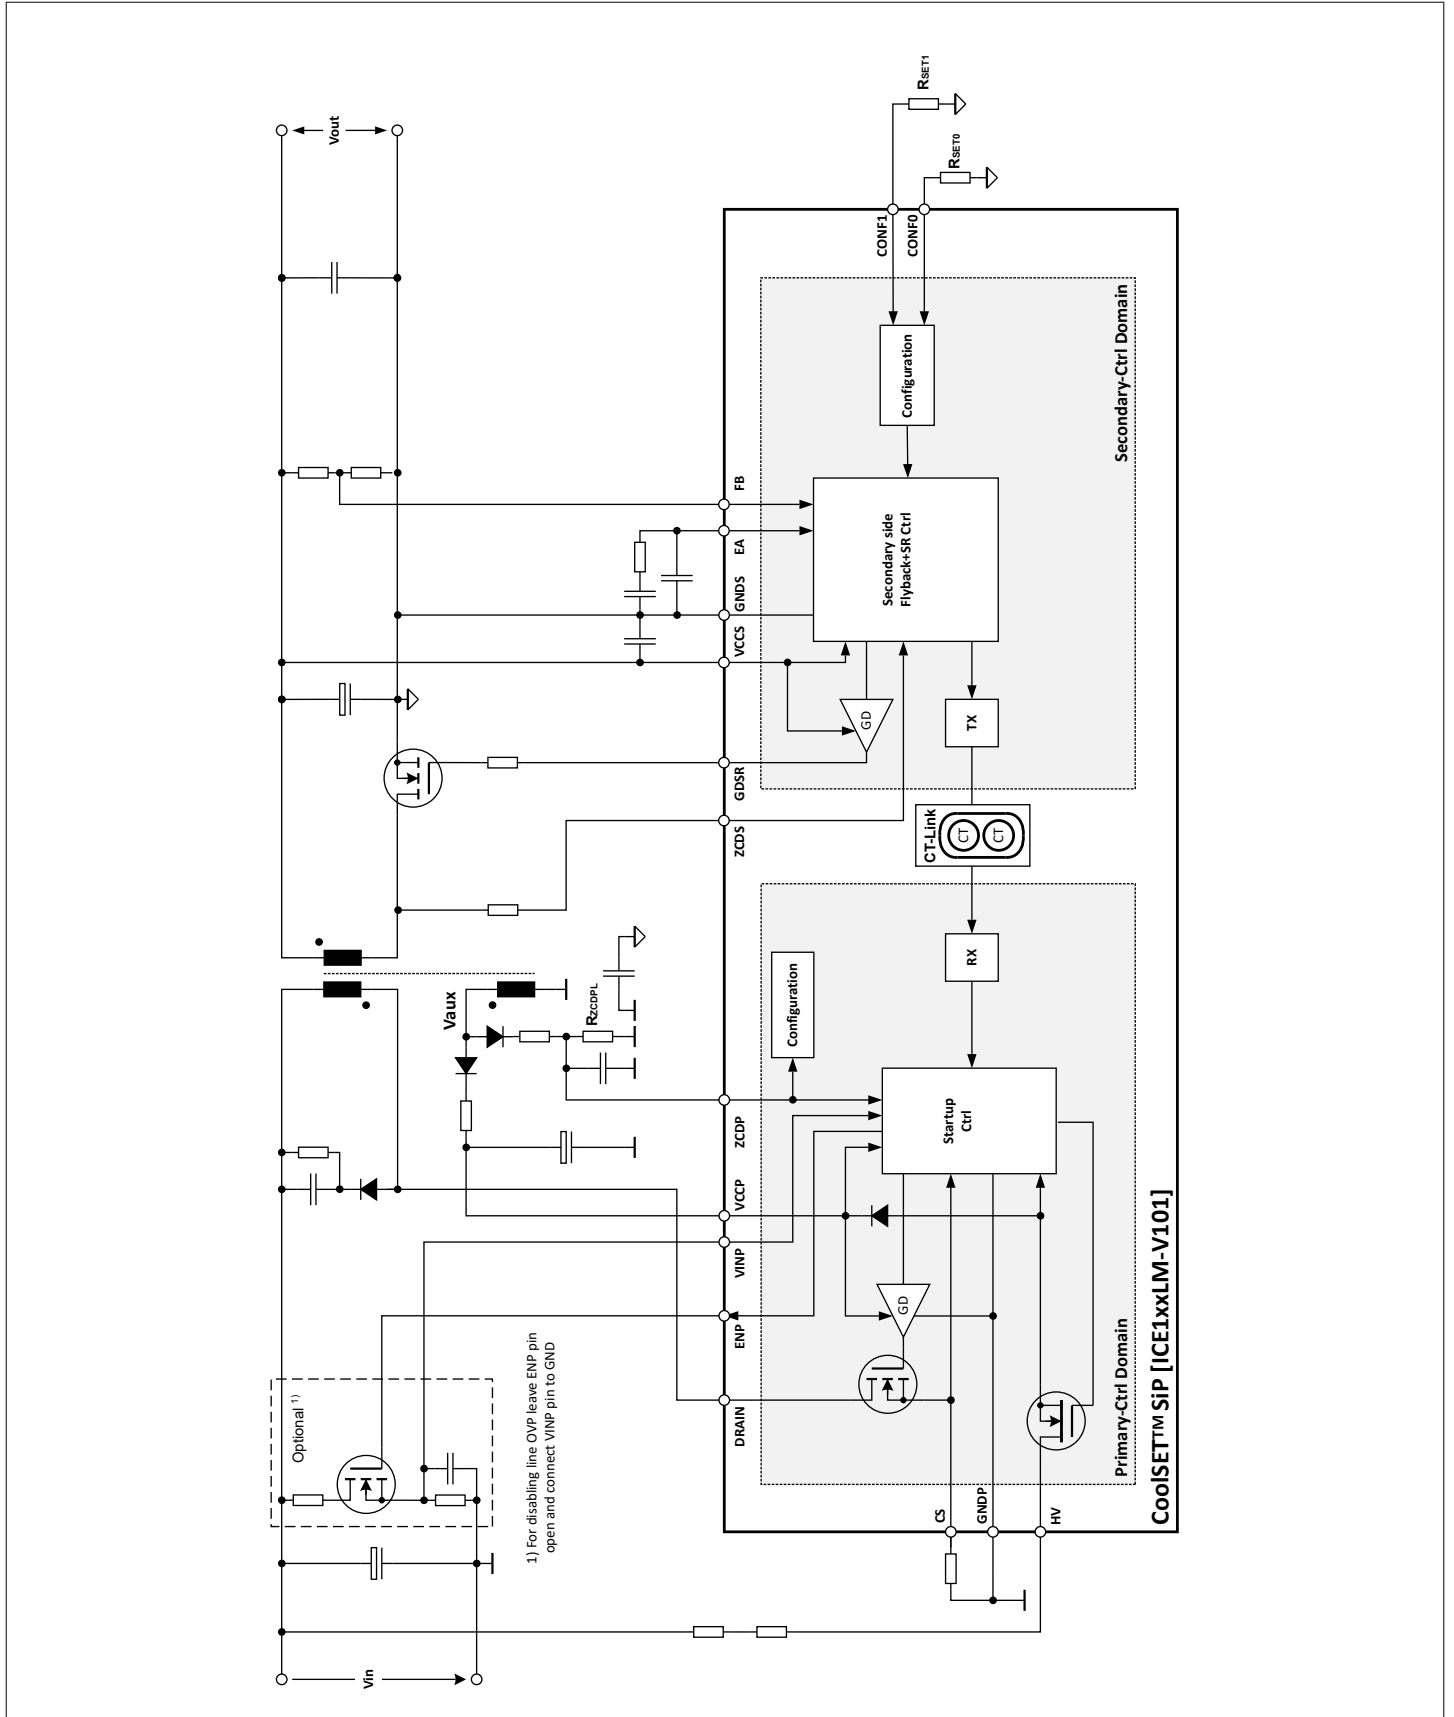 Vin
Optional 1)
1) For disabling line OVP leave ENP pin
open and connect VINP pin to GND
Vaux
RZCDPL
Vout
DRAIN
ENP
VINP
VCCP
ZCDP
ZCDS
GDSR
VCCS
GNDS
EA
FB
CS
GNDP
HV
GD
Startup
Ctrl
Configuration
RX
Primary-Ctrl Domain
CT-Link
CT
CT
TX
GD
Secondary side
Flyback+SR Ctrl
Configuration
CONF1
CONF0
RSET1
RSET0
Secondary-Ctrl Domain
CoolSET™ SiP [ICE1xxLM-V101]